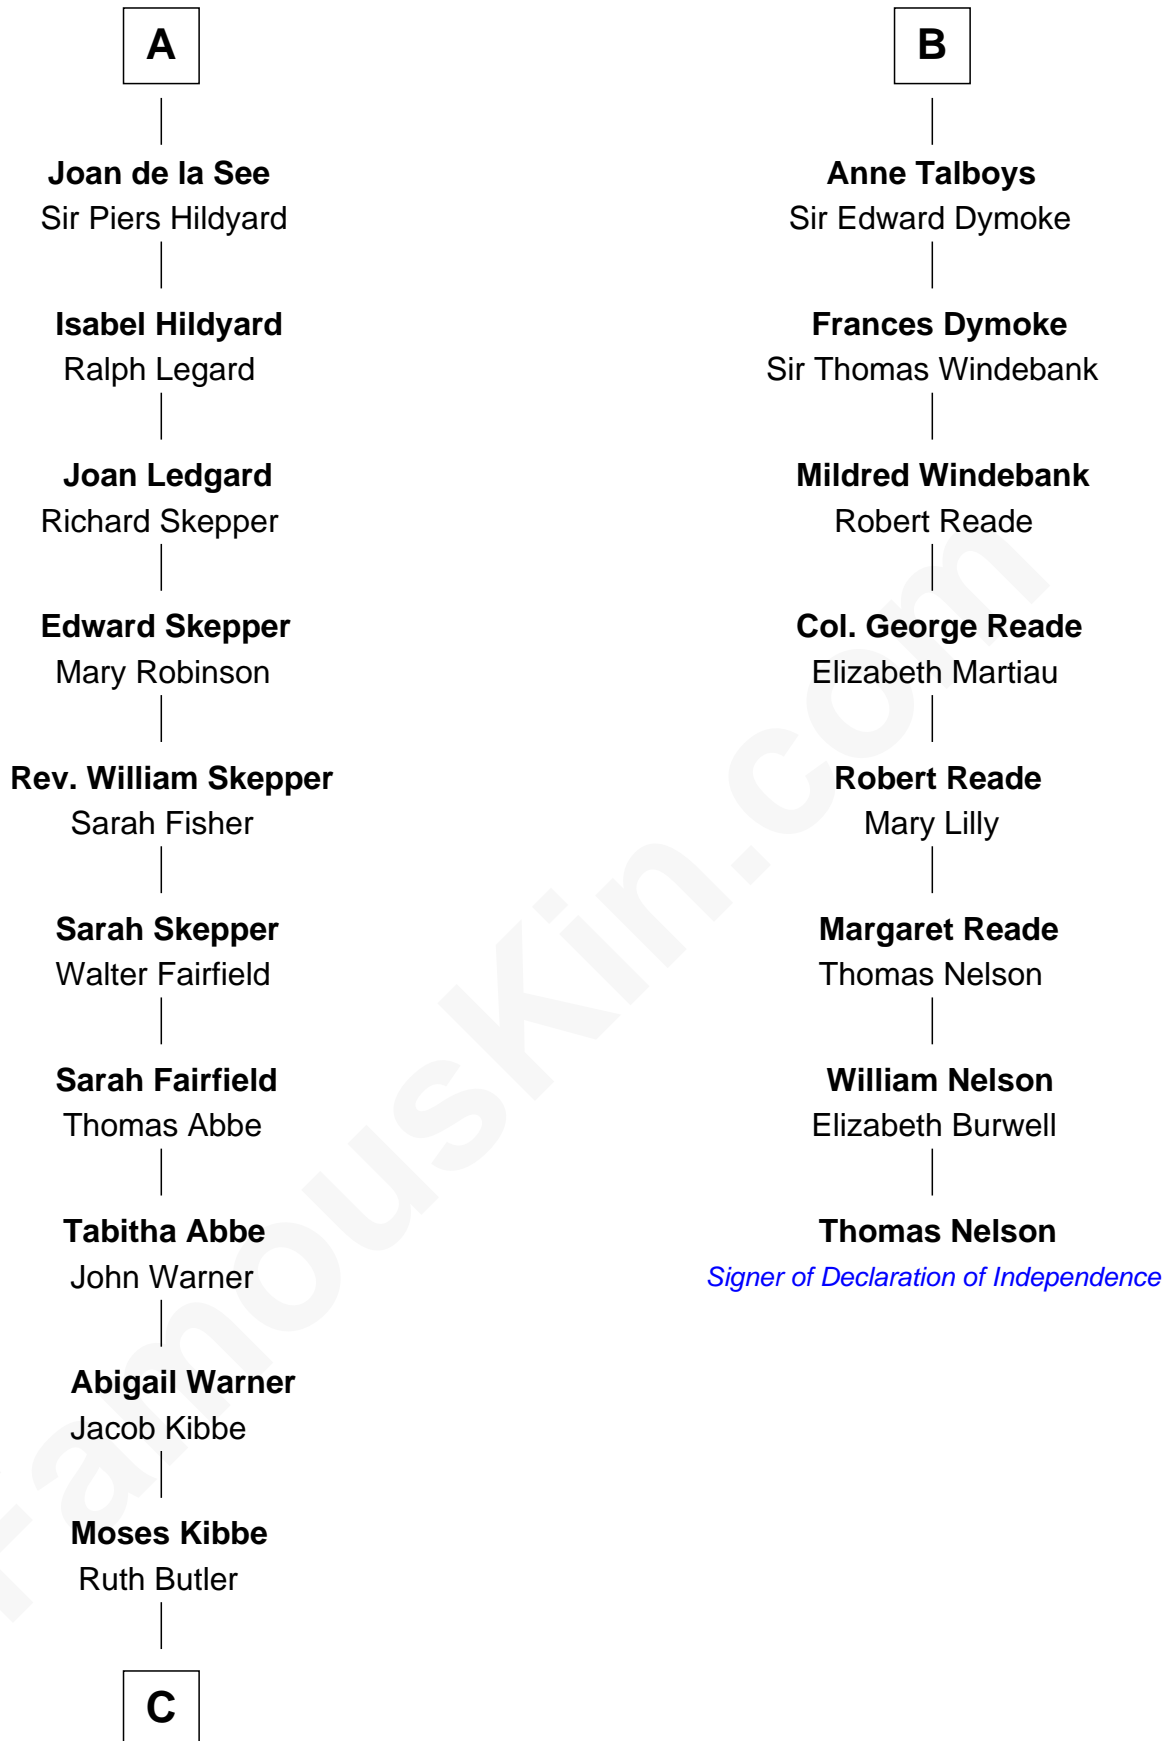 A
Joan de la See
Sir Piers Hildyard
Isabel Hildyard
Ralph Legard
Joan Ledgard
Richard Skepper
Edward Skepper
Mary Robinson
Rev. William Skepper
Sarah Fisher
Sarah Skepper
Walter Fairfield
Sarah Fairfield
Thomas Abbe
Tabitha Abbe
John Warner
Abigail Warner
Jacob Kibbe
Moses Kibbe
Ruth Butler
C
B
Anne Talboys
Sir Edward Dymoke
Frances Dymoke
Sir Thomas Windebank
Mildred Windebank
Robert Reade
Col. George Reade
Elizabeth Martiau
Robert Reade
Mary Lilly
Margaret Reade
Thomas Nelson
William Nelson
Elizabeth Burwell
Thomas Nelson
Signer of Declaration of Independence
FamousKin.com